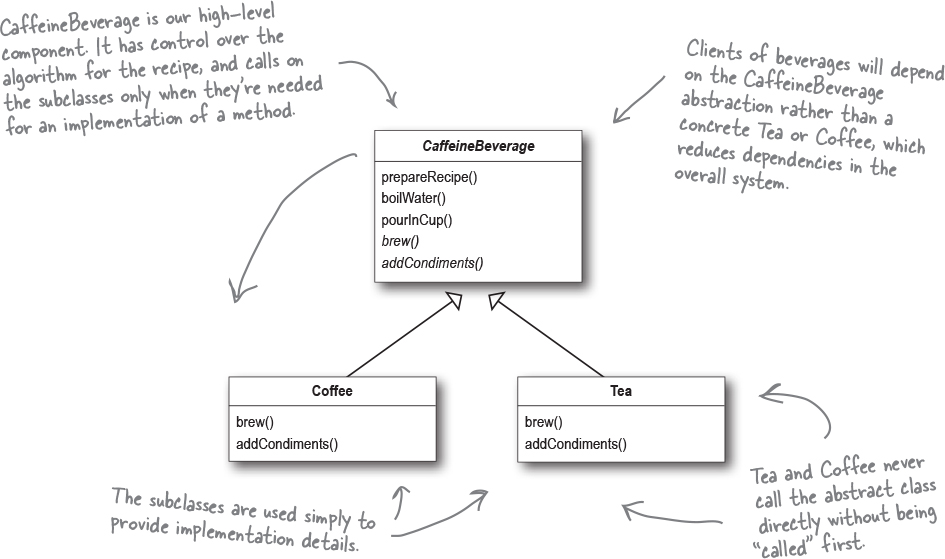 CaffeineBeverage is our high-level
component. It has control over the
algorithm for the recipe, and calls on
the subclasses only when they're needed
for an implementation of a method.
Clients of beverages will depend
on the CaffeineBeverage
abstraction rather than a
concrete Tea or Coffee, which
reduces dependencies in the
overall system.
CaffeineBeverage
prepareRecipe()
boilWater()
pourInCup()
brew()
addCondiments()
Coffee
brew()
addCondiments()
Tea
brew()
addCondiments()
The subclasses are used simply to
provide implementation details.
Tea and Coffee never
call the abstract class
directly without being
“called” first.